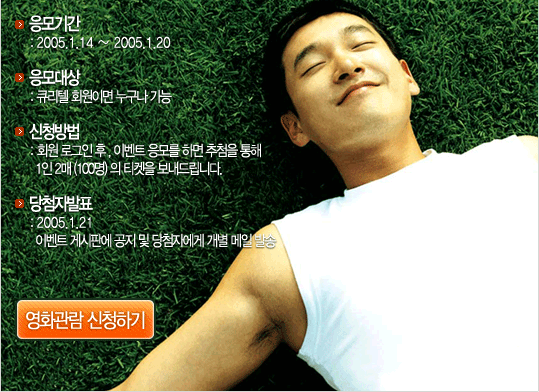 응모기간
: 2005.1.14 ~ 2005.1.20
응모대상
: 큐리텔 회원이면 누구나 가능
신청방법
: 회원 로그인 후, 이벤트 응모를 하면 추첨을 통해
1인 2매 (100명) 의 티켓을 보내드립니다.
당첨자발표
: 2005.1.21
이벤트 게시판에 공지 및 당첨자에게 개별 메일 발송
영화관람 신청하기